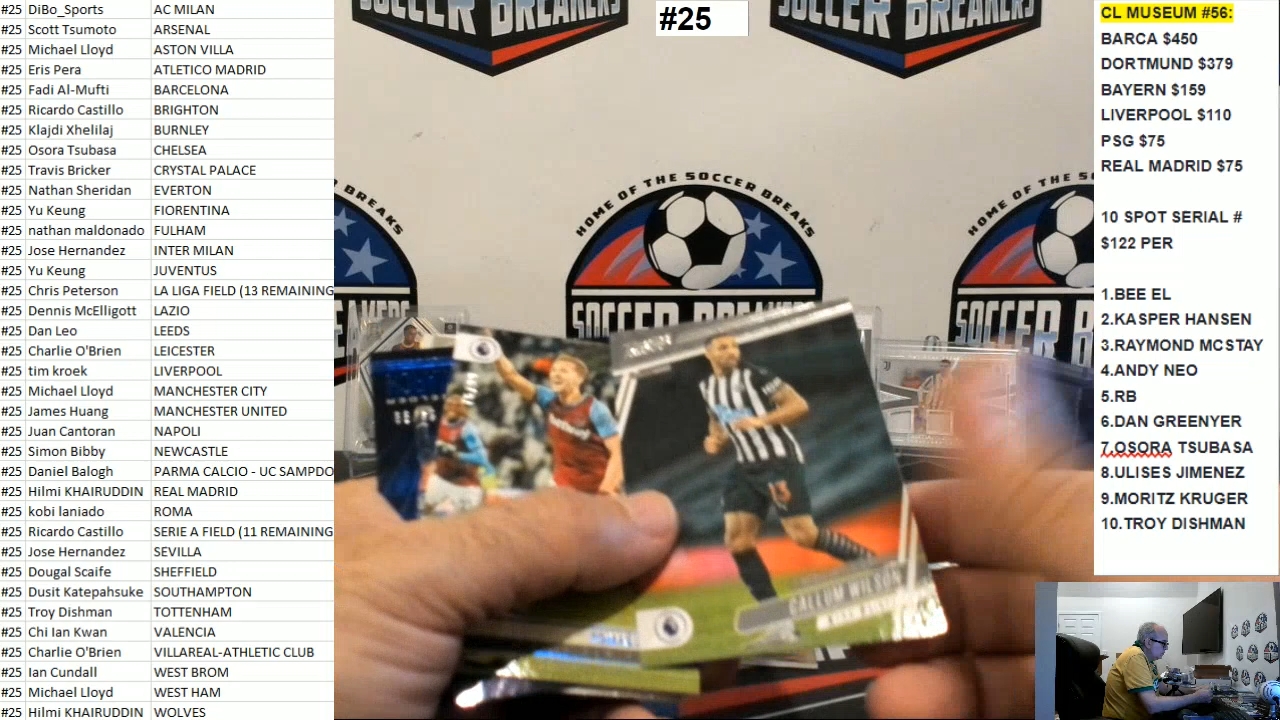 #25 DiBo_Sports AC MILAN
#25 Scott Tsumoto ARSENAL
#25 Michael Lloyd ASTON VILLA
#25 Eris Pera ATLETICO MADRID
#25 Fadi Al-Mufti BARCELONA
#25 Ricardo Castillo BRIGHTON
#25 Klajdi Xhelilaj BURNLEY
#25 Osora Tsubasa CHELSEA
#25 Travis Bricker CRYSTAL PALACE
#25 Nathan Sheridan EVERTON
#25 Yu Keung FIORENTINA
#25 nathan maldonado FULHAM
#25 Jose Hernandez INTER MILAN
#25 Yu Keung JUVENTUS
#25 Chris Peterson LA LIGA FIELD (13 REMAINING
#25 Dennis McElligott LAZIO
#25 Dan Leo LEEDS
#25 Charlie O'Brien LEICESTER
#25 tim kroek LIVERPOOL
#25 Michael Lloyd MANCHESTER CITY
#25 James Huang MANCHESTER UNITED
#25 Juan Cantoran NAPOLI
#25 Simon Bibby NEWCASTLE
#25 Daniel Balogh PARMA CALCIO - UC SAMPDO
#25 Hilmi KHAIRUDDIN REAL MADRID
#25 kobi laniado ROMA
#25 Ricardo Castillo SERIE A FIELD (11 REMAINING
#25 Jose Hernandez SEVILLA
#25 Dougal Scaife SHEFFIELD
#25 Dusit Katepahsuke SOUTHAMPTON
#25 Troy Dishman TOTTENHAM
#25 Chi Ian Kwan VALENCIA
#25 Charlie O'Brien VILLAREAL-ATHLETIC CLUB
#25 Ian Cundall WEST BROM
#25 Michael Lloyd WEST HAM
#25 Hilmi KHAIRUDDIN WOLVES
SOCCER BREAKERS
#25
SOCCER BREAKERS
R BREAKS
HOME OF THE SOCCER BREAKS
SOCCER BREAKERS
HOME OF THE S
SOCCER
CALLUM WILSON
CL MUSEUM #56:
BARCA $450
DORTMUND $379
BAYERN $159
LIVERPOOL $110
PSG $75
REAL MADRID $75
10 SPOT SERIAL #
$122 PER
1.BEE EL
2.KASPER HANSEN
3.RAYMOND MCSTAY
4.ANDY NEO
5.RB
6.DAN GREENYER
7.OSORA TSUBASA
8.ULISES JIMENEZ
9.MORITZ KRUGER
10.TROY DISHMAN